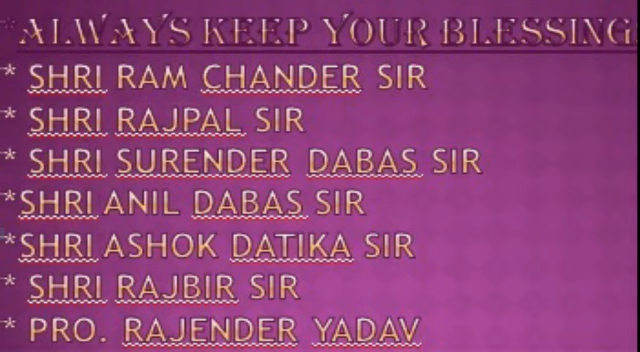 *ALWAYS KEEP YOUR BLESSING
* SHRI RAM CHANDER SIR
* SHRI RAJPAL SIR
* SHRI SURENDER DABAS SIR
*SHRI ANIL DABAS SIR
*SHRI ASHOK DATIKA SIR
* SHRI RAJBIR SIR
* PRO. RAJENDER YADAV